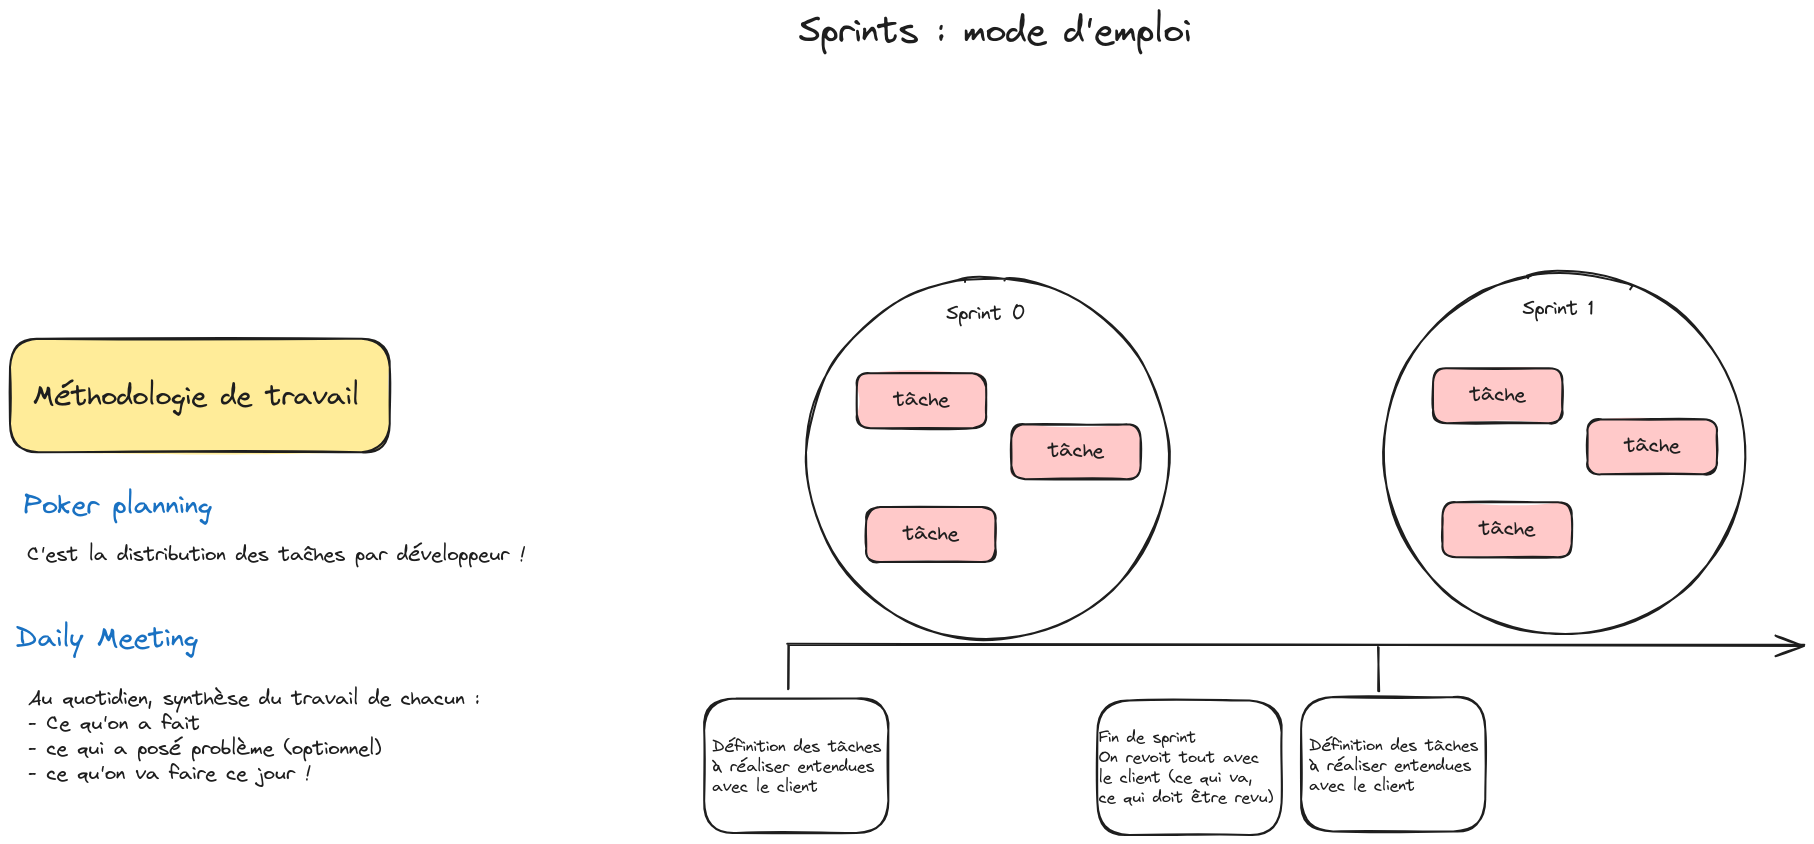 Sprints : mode d'emploi
Méthodologie de travail
Poker planning
C'est la distribution des taĉhes par développeur !
Daily Meeting
Au quotidien, synthèse du travail de chacun :
- Ce qu'on a fait
- ce qui a posé problème (optionnel)
- ce qu'on va faire ce jour !
Sprint 0
tâche
tâche
tâche
Sprint 1
tâche
tâche
tâche
Définition des tâches
à réaliser entendues
avec le client
Fin de sprint
On revoit tout avec
le client (ce qui va,
ce qui doit être revu)
Définition des tâches
à réaliser entendues
avec le client